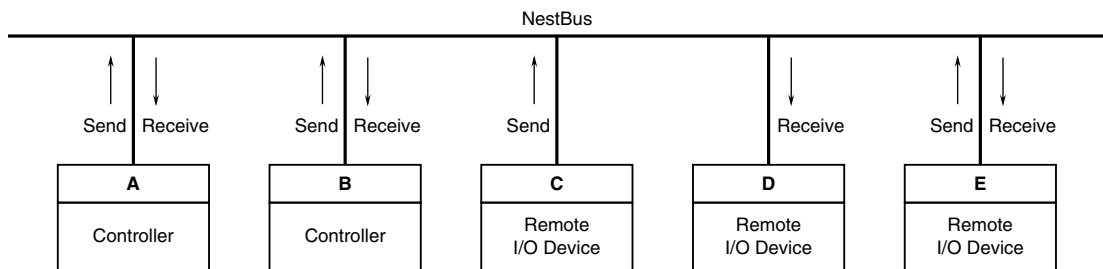 NestBus
Send Receive
Send Receive
Send
Receive
Send Receive
A
B
C
D
E
Controller
Controller
Remote
I/O Device
Remote
I/O Device
Remote
I/O Device